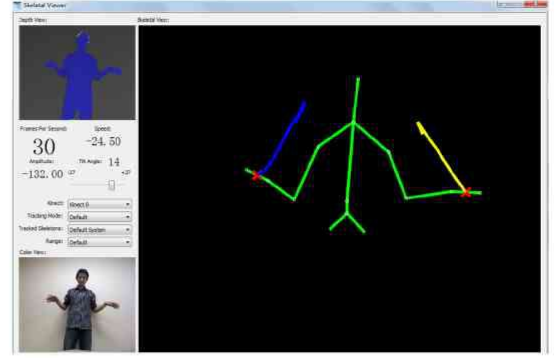 Skeletal Viewer
Depth View:
Skeletal View:
Frames Per Second:
Speed:
30
-24. 50
Amplitude:
Tilt Angle: 14
-132. 00
-27
+27
Kinect: Kinect 0
Tracking Mode: Default
Tracked Skeletons: Default System
Range: Default
Color View: